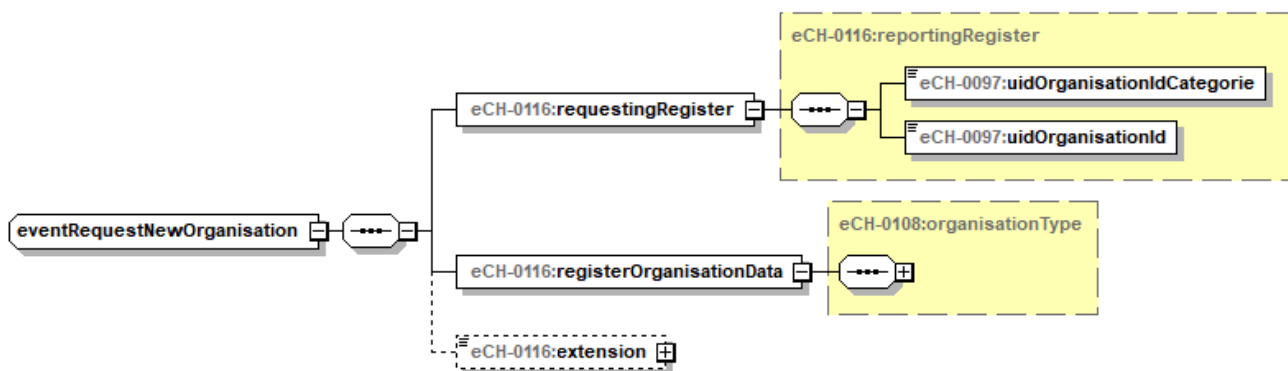 eCH-0116:reportingRegister
eCH-0097:uidOrganisationIdCategorie
eCH-0116:requestingRegister
eCH-0097:uidOrganisationId
eventRequestNewOrganisation
eCH-0108:organisationType
eCH-0116:registerOrganisationData
eCH-0116:extension